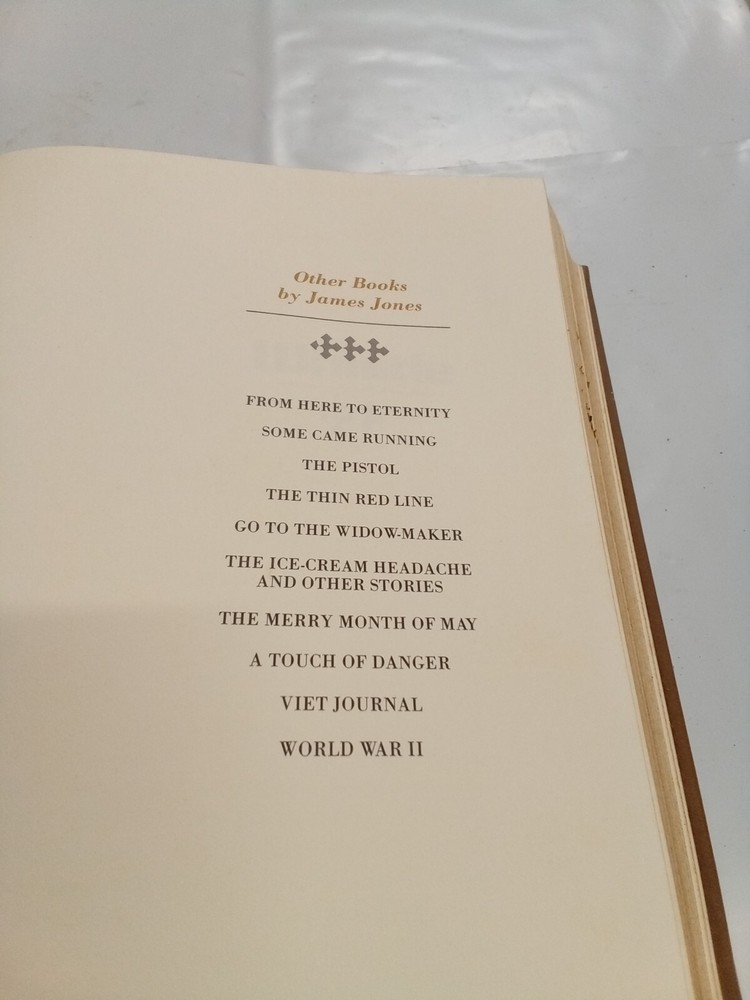 Other Books
by James Jones
FROM HERE TO ETERNITY
SOME CAME RUNNING
THE PISTOL
THE THIN RED LINE
GO TO THE WIDOW-MAKER
THE ICE-CREAM HEADACHE
AND OTHER STORIES
THE MERRY MONTH OF MAY
A TOUCH OF DANGER
VIET JOURNAL
WORLD WAR II